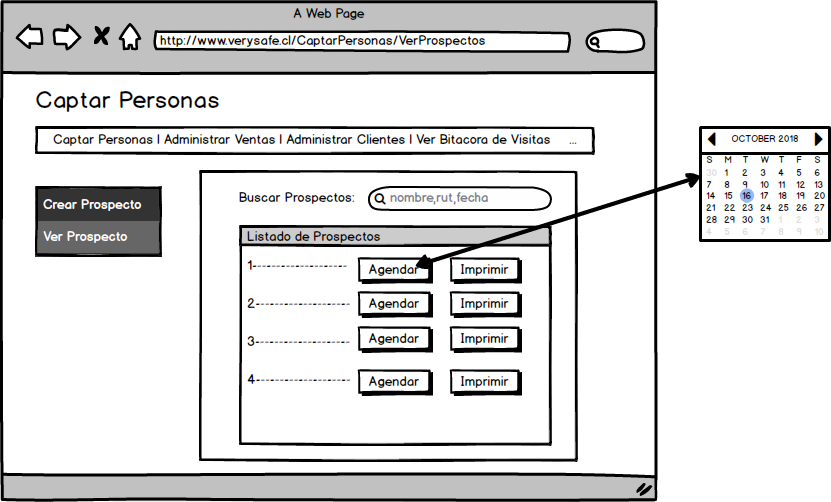 A Web Page
http://www.verysafe.cl/CaptarPersonas/VerProspectos
Captar Personas
Captar Personas | Administrar Ventas | Administrar Clientes | Ver Bitacora de Visitas ...
Crear Prospecto
Ver Prospecto
Buscar Prospectos: nombre,rut,fecha
Listado de Prospectos
1-------------------- Agendar Imprimir
2-------------------- Agendar Imprimir
3-------------------- Agendar Imprimir
4-------------------- Agendar Imprimir
OCTOBER 2018
S M T W T F S
30 1 2 3 4 5 6
7 8 9 10 11 12 13
14 15 16 17 18 19 20
21 22 23 24 25 26 27
28 29 30 31 1 2 3
4 5 6 7 8 9 10